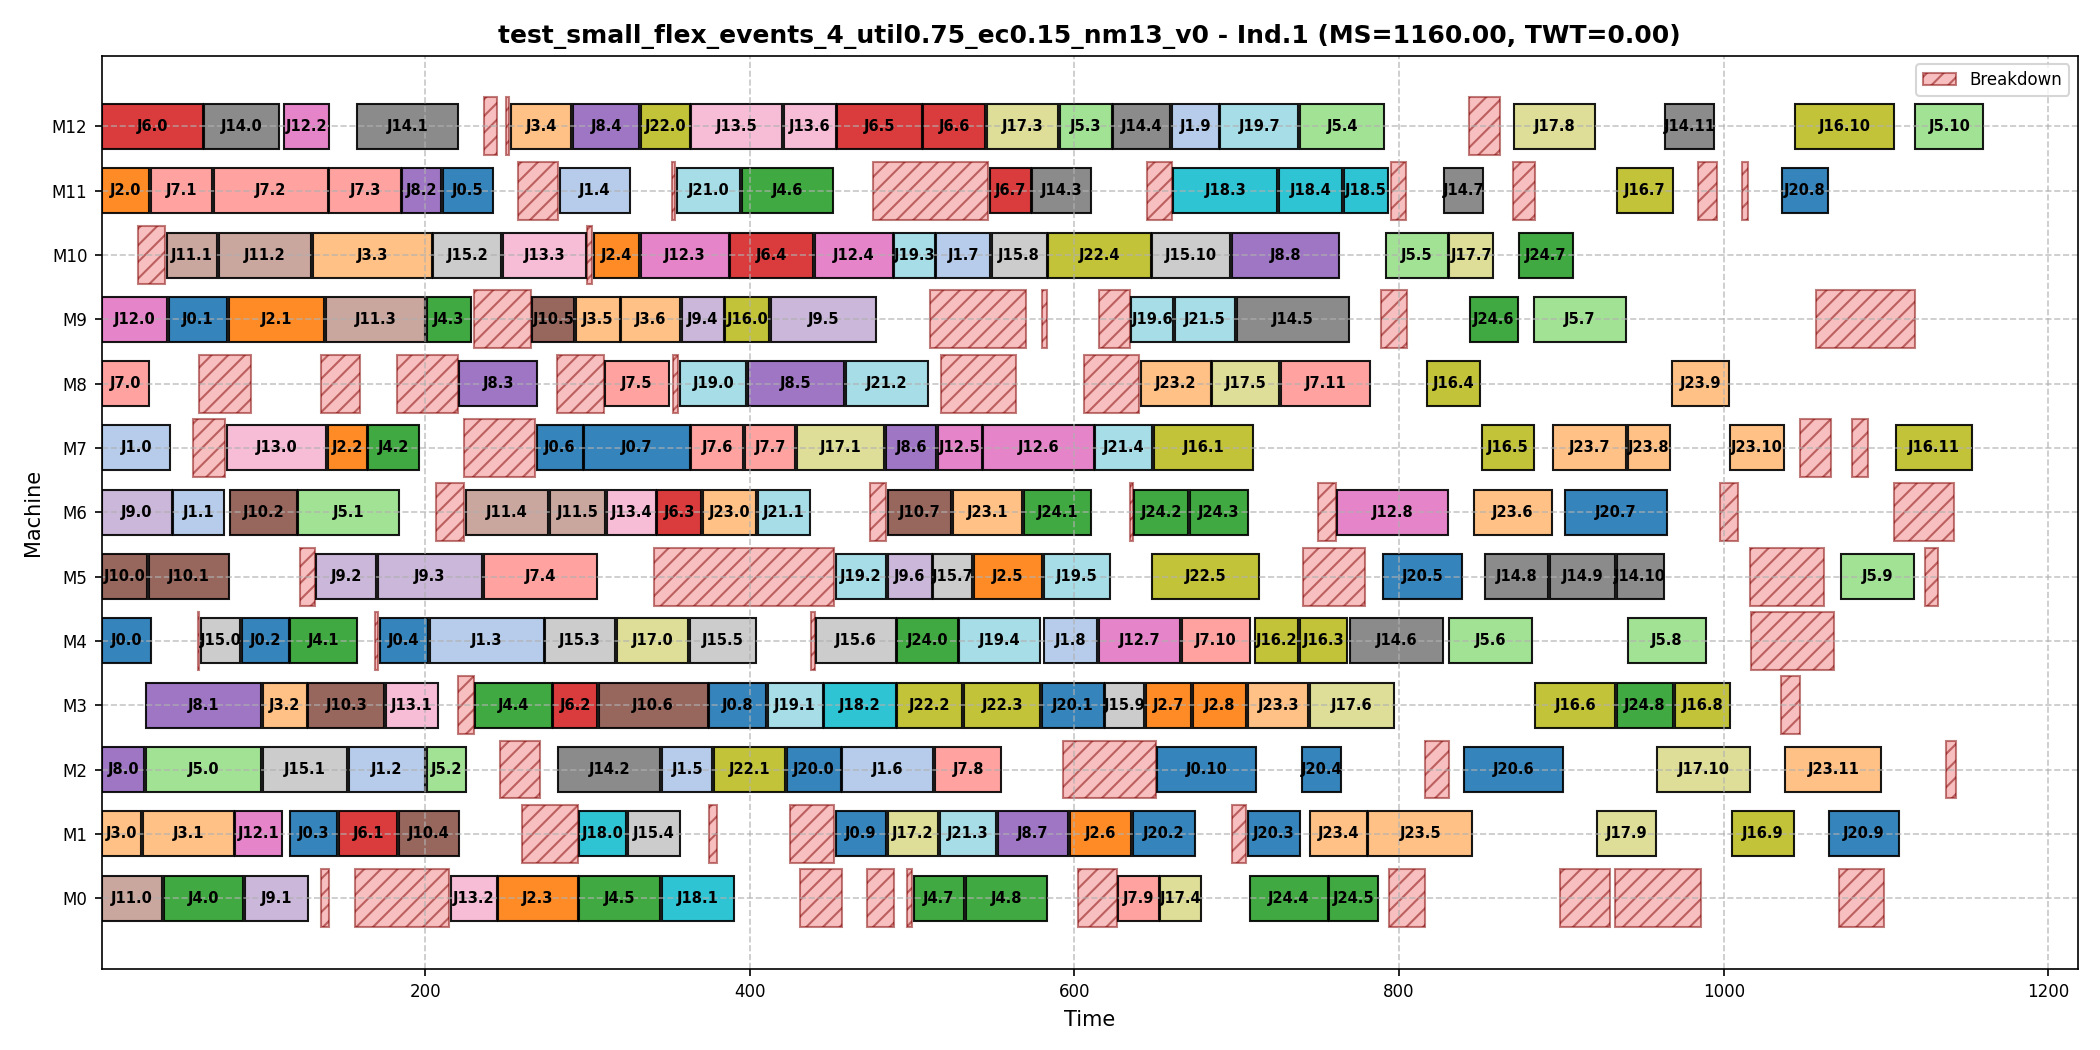 test_small_flex_events_4_util0.75_ec0.15_nm13_v0 - Ind.1 (MS=1160.00, TWT=0.00)
Breakdown
M12 J6.0 J14.0 J12.2 J14.1 J3.4 J8.4 J22.0 J13.5 J13.6 J6.5 J6.6 J17.3 J5.3 J14.4 J1.9 J19.7 J5.4 J17.8 J14.11 J16.10 J5.10
M11 J2.0 J7.1 J7.2 J7.3 J8.2 J0.5 J1.4 J21.0 J4.6 J6.7 J14.3 J18.3 J18.4 J18.5 J14.7 J16.7 J20.8
M10 J11.1 J11.2 J3.3 J15.2 J13.3 J2.4 J12.3 J6.4 J12.4 J19.3 J1.7 J15.8 J22.4 J15.10 J8.8 J5.5 J17.7 J24.7
M9 J12.0 J0.1 J2.1 J11.3 J4.3 J10.5 J3.5 J3.6 J9.4 J16.0 J9.5 J19.6 J21.5 J14.5 J24.6 J5.7
M8 J7.0 J8.3 J7.5 J19.0 J8.5 J21.2 J23.2 J17.5 J7.11 J16.4 J23.9
M7 J1.0 J13.0 J2.2 J4.2 J0.6 J0.7 J7.6 J7.7 J17.1 J8.6 J12.5 J12.6 J21.4 J16.1 J16.5 J23.7 J23.8 J23.10 J16.11
M6 J9.0 J1.1 J10.2 J5.1 J11.4 J11.5 J13.4 J6.3 J23.0 J21.1 J10.7 J23.1 J24.1 J24.2 J24.3 J12.8 J23.6 J20.7
M5 J10.0 J10.1 J9.2 J9.3 J7.4 J19.2 J9.6 J15.7 J2.5 J19.5 J22.5 J20.5 J14.8 J14.9 J14.10 J5.9
M4 J0.0 J15.0 J0.2 J4.1 J0.4 J1.3 J15.3 J17.0 J15.5 J15.6 J24.0 J19.4 J1.8 J12.7 J7.10 J16.2 J16.3 J14.6 J5.6 J5.8
M3 J8.1 J3.2 J10.3 J13.1 J4.4 J6.2 J10.6 J0.8 J19.1 J18.2 J22.2 J22.3 J20.1 J15.9 J2.7 J2.8 J23.3 J17.6 J16.6 J24.8 J16.8
M2 J8.0 J5.0 J15.1 J1.2 J5.2 J14.2 J1.5 J22.1 J20.0 J1.6 J7.8 J0.10 J20.4 J20.6 J17.10 J23.11
M1 J3.0 J3.1 J12.1 J0.3 J6.1 J10.4 J18.0 J15.4 J0.9 J17.2 J21.3 J8.7 J2.6 J20.2 J20.3 J23.4 J23.5 J17.9 J16.9 J20.9
M0 J11.0 J4.0 J9.1 J13.2 J2.3 J4.5 J18.1 J4.7 J4.8 J7.9 J17.4 J24.4 J24.5
200 400 600 800 1000 1200
Time
Machine